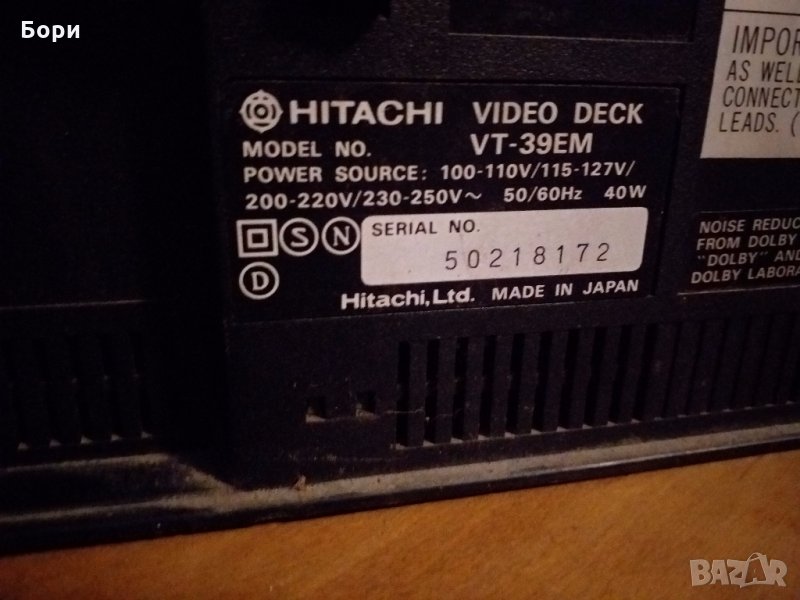 Бори
HITACHI VIDEO DECK
MODEL NO. VT-39EM
POWER SOURCE: 100-110V/115-127V/
200-220V/230-250V~ 50/60Hz 40W
S N
D
SERIAL NO.
50218172
Hitachi, Ltd. MADE IN JAPAN
AS WELL
CONNECT
LEADS. (
NOISE REDUC
FROM DOLBY
"DOLBY" AND
DOLBY LABORA
BAZAR